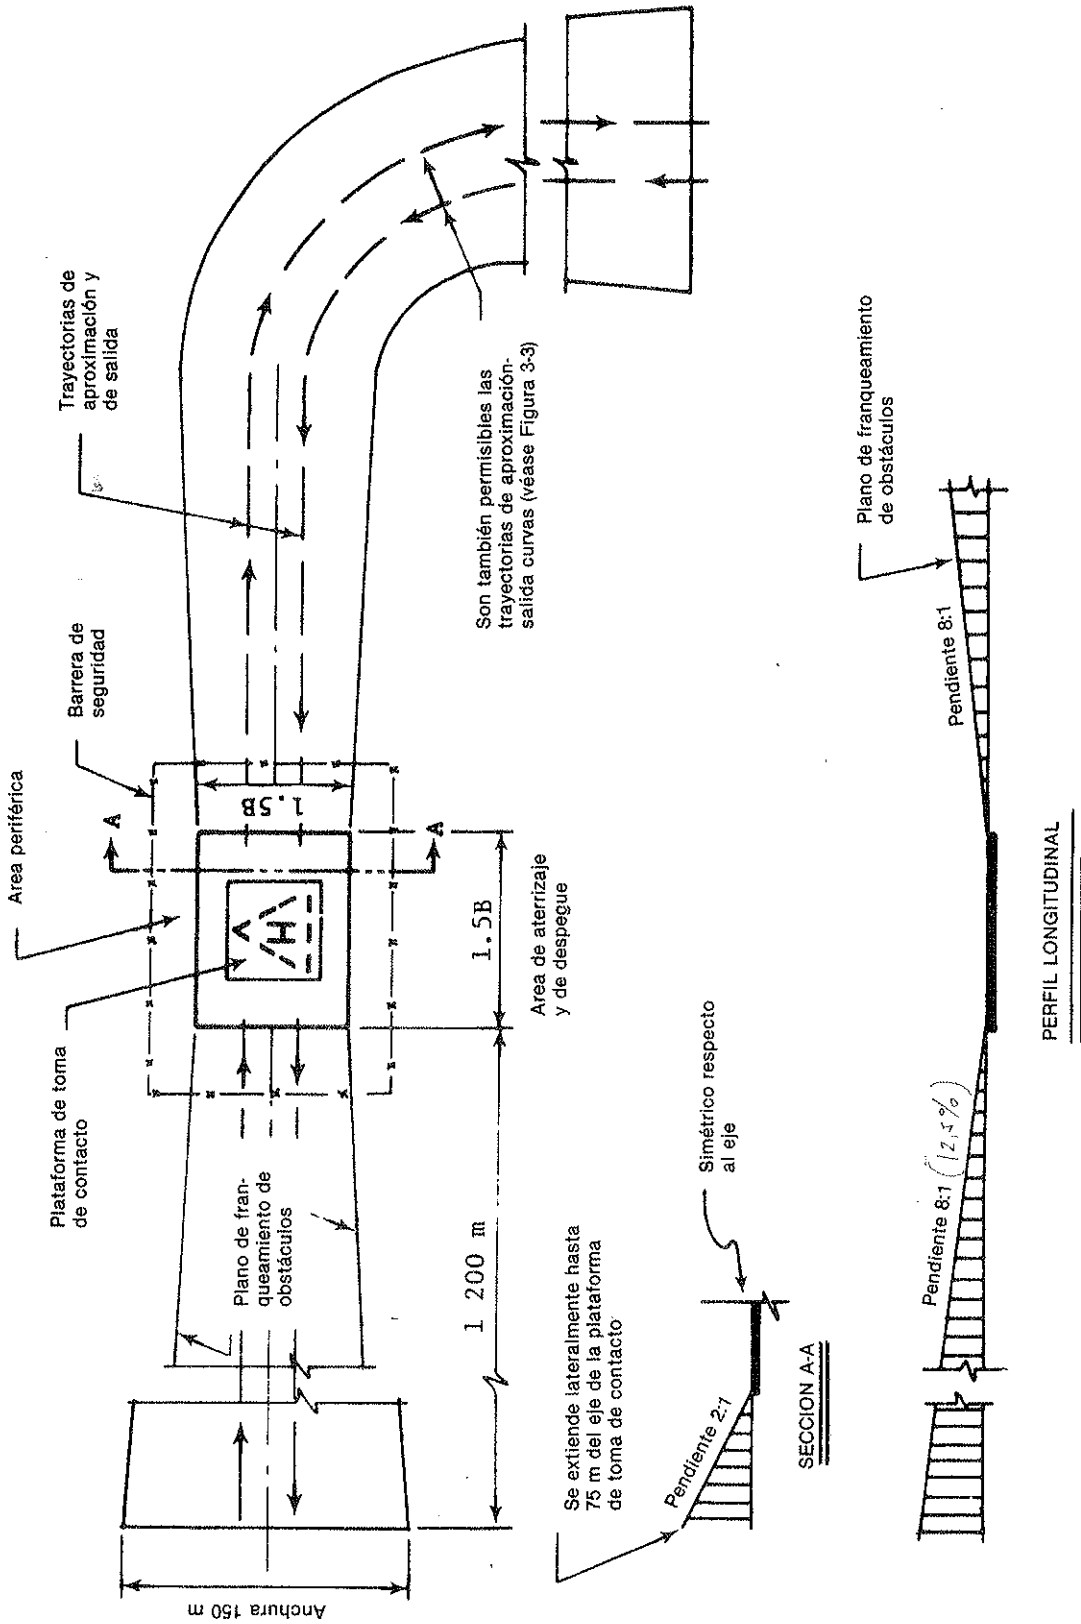 Area periférica
Barrera de
seguridad
Trayectorias de
aproximación y
de salida
Plataforma de toma
de contacto
A
A
1.5B
H
Plano de fran-
queamiento de
obstáculos
Son también permisibles las
trayectorias de aproximación-
salida curvas (véase Figura 3-3)
1.5B
Area de aterrizaje
y de despegue
1 200 m
Anchura 150 m
Se extiende lateralmente hasta
75 m del eje de la plataforma
de toma de contacto
Simétrico respecto
al eje
Pendiente 2:1
SECCION A-A
Plano de franqueamiento
de obstáculos
Pendiente 8:1 (12,5%)
Pendiente 8:1
PERFIL LONGITUDINAL